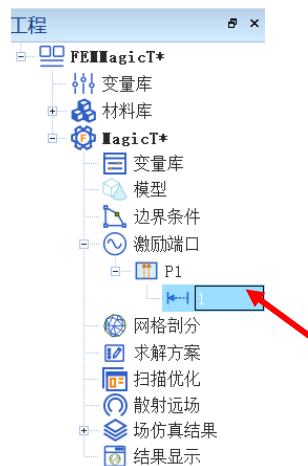 工程
FEMMagicT*
变量库
材料库
MagicT*
变量库
模型
边界条件
激励端口
P1
1
网格剖分
求解方案
扫描优化
散射远场
场仿真结果
结果显示